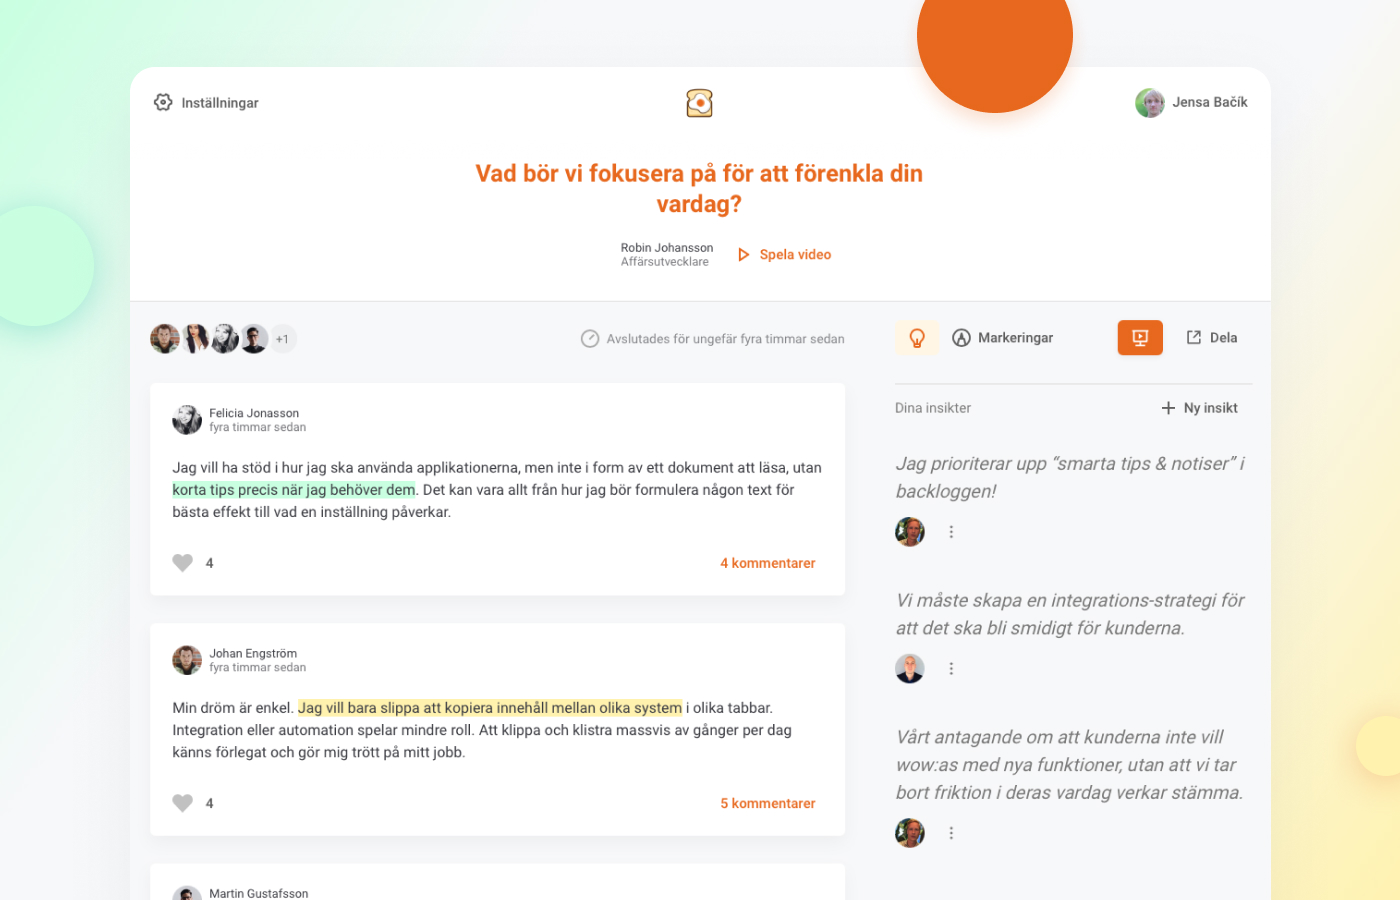 Inställningar
Jensa Bačík
Vad bör vi fokusera på för att förenkla din
vardag?
Robin Johansson
Affärsutvecklare
Spela video
+1
Avslutades för ungefär fyra timmar sedan
Markeringar
Dela
Felicia Jonasson
fyra timmar sedan
Jag vill ha stöd i hur jag ska använda applikationerna, men inte i form av ett dokument att läsa, utan
korta tips precis när jag behöver dem. Det kan vara allt från hur jag bör formulera någon text för
bästa effekt till vad en inställning påverkar.
4
4 kommentarer
Johan Engström
fyra timmar sedan
Min dröm är enkel. Jag vill bara slippa att kopiera innehåll mellan olika system i olika tabbar.
Integration eller automation spelar mindre roll. Att klippa och klistra massvis av gånger per dag
känns förlegat och gör mig trött på mitt jobb.
4
5 kommentarer
Martin Gustafsson
Dina insikter
Ny insikt
Jag prioriterar upp “smarta tips & notiser” i
backloggen!
Vi måste skapa en integrations-strategi för
att det ska bli smidigt för kunderna.
Vårt antagande om att kunderna inte vill
wow:as med nya funktioner, utan att vi tar
bort friktion i deras vardag verkar stämma.